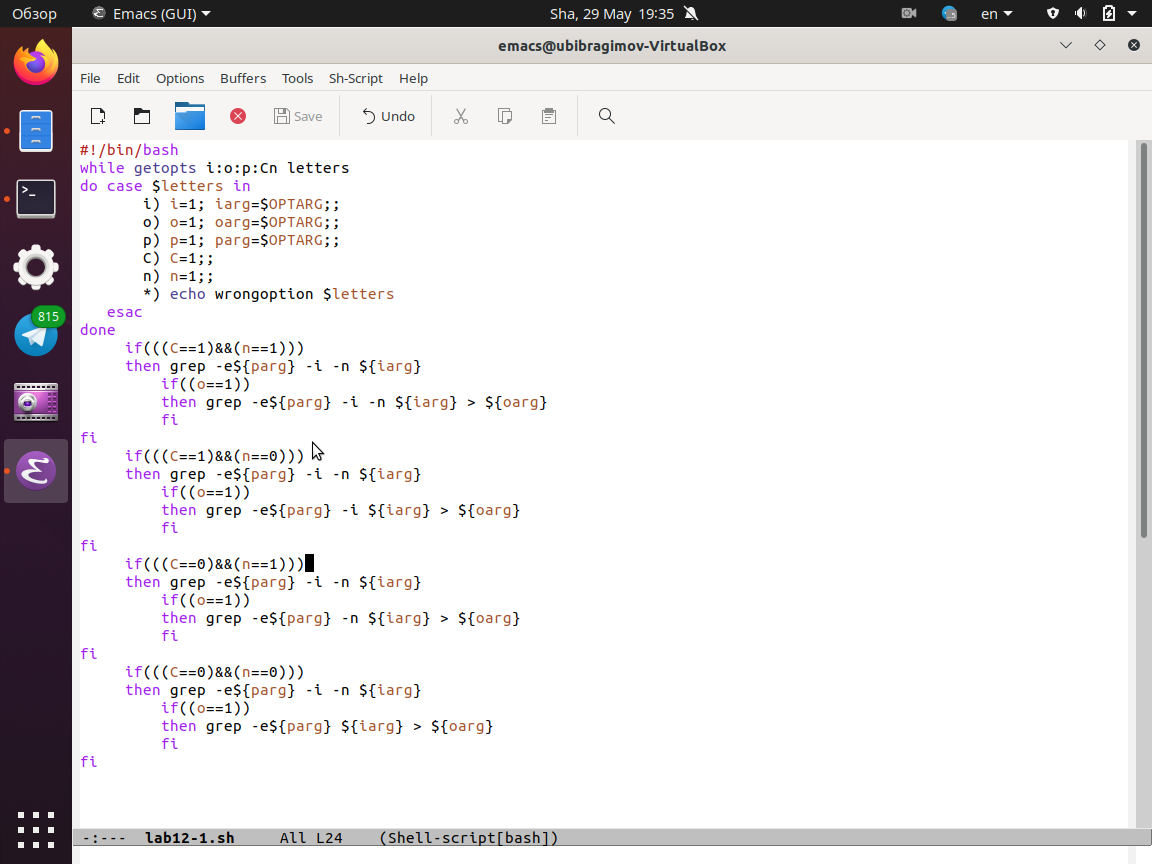 Обзор Emacs (GUI) Sha, 29 May 19:35 en
emacs@ubibragimov-VirtualBox
File Edit Options Buffers Tools Sh-Script Help
Save Undo
815
#!/bin/bash
while getopts i:o:p:Cn letters
do case $letters in
       i) i=1; iarg=$OPTARG;;
       o) o=1; oarg=$OPTARG;;
       p) p=1; parg=$OPTARG;;
       C) C=1;;
       n) n=1;;
       *) echo wrongoption $letters
   esac
done
     if(((C==1)&&(n==1)))
     then grep -e${parg} -i -n ${iarg}
         if((o==1))
         then grep -e${parg} -i -n ${iarg} > ${oarg}
         fi
fi
     if(((C==1)&&(n==0)))
     then grep -e${parg} -i -n ${iarg}
         if((o==1))
         then grep -e${parg} -i ${iarg} > ${oarg}
         fi
fi
     if(((C==0)&&(n==1)))
     then grep -e${parg} -i -n ${iarg}
         if((o==1))
         then grep -e${parg} -n ${iarg} > ${oarg}
         fi
fi
     if(((C==0)&&(n==0)))
     then grep -e${parg} -i -n ${iarg}
         if((o==1))
         then grep -e${parg} ${iarg} > ${oarg}
         fi
fi
-:--- lab12-1.sh All L24 (Shell-script[bash])